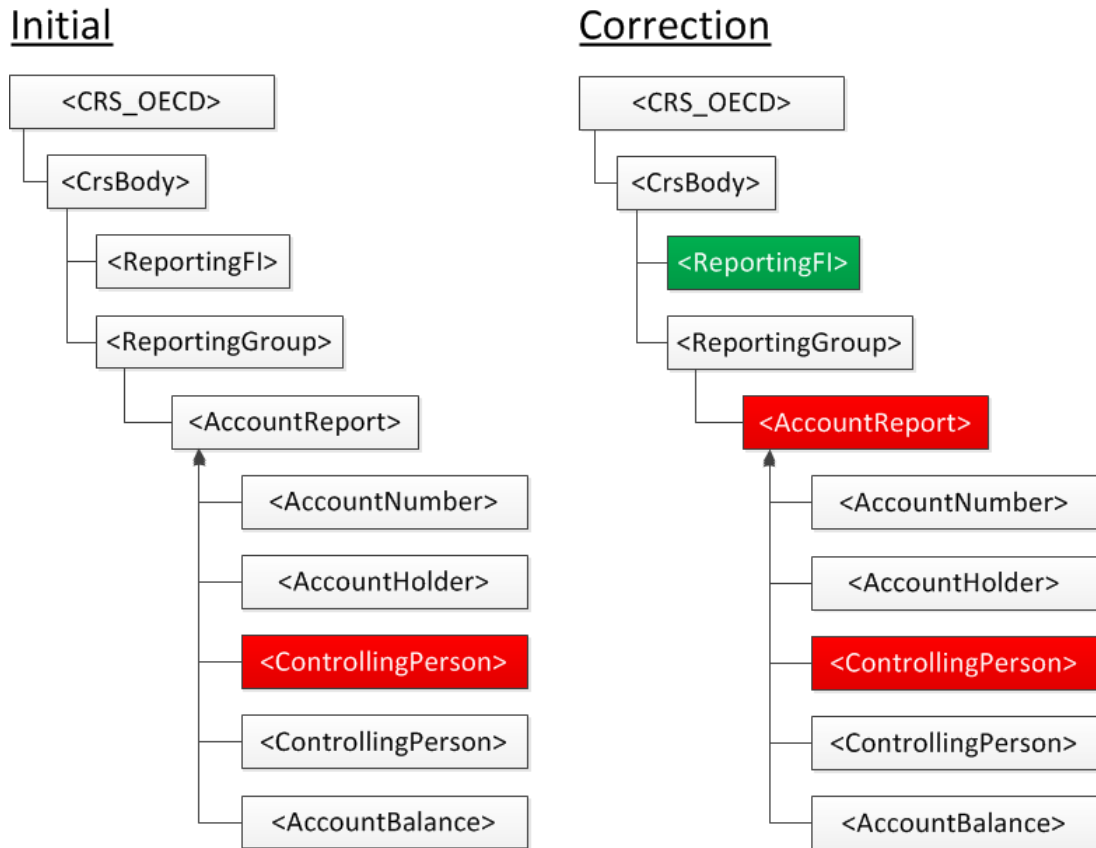 Initial
<CRS_OECD>
<CrsBody>
<ReportingFI>
<ReportingGroup>
<AccountReport>
<AccountNumber>
<AccountHolder>
<ControllingPerson>
<ControllingPerson>
<AccountBalance>
Correction
<CRS_OECD>
<CrsBody>
<ReportingFI>
<ReportingGroup>
<AccountReport>
<AccountNumber>
<AccountHolder>
<ControllingPerson>
<ControllingPerson>
<AccountBalance>